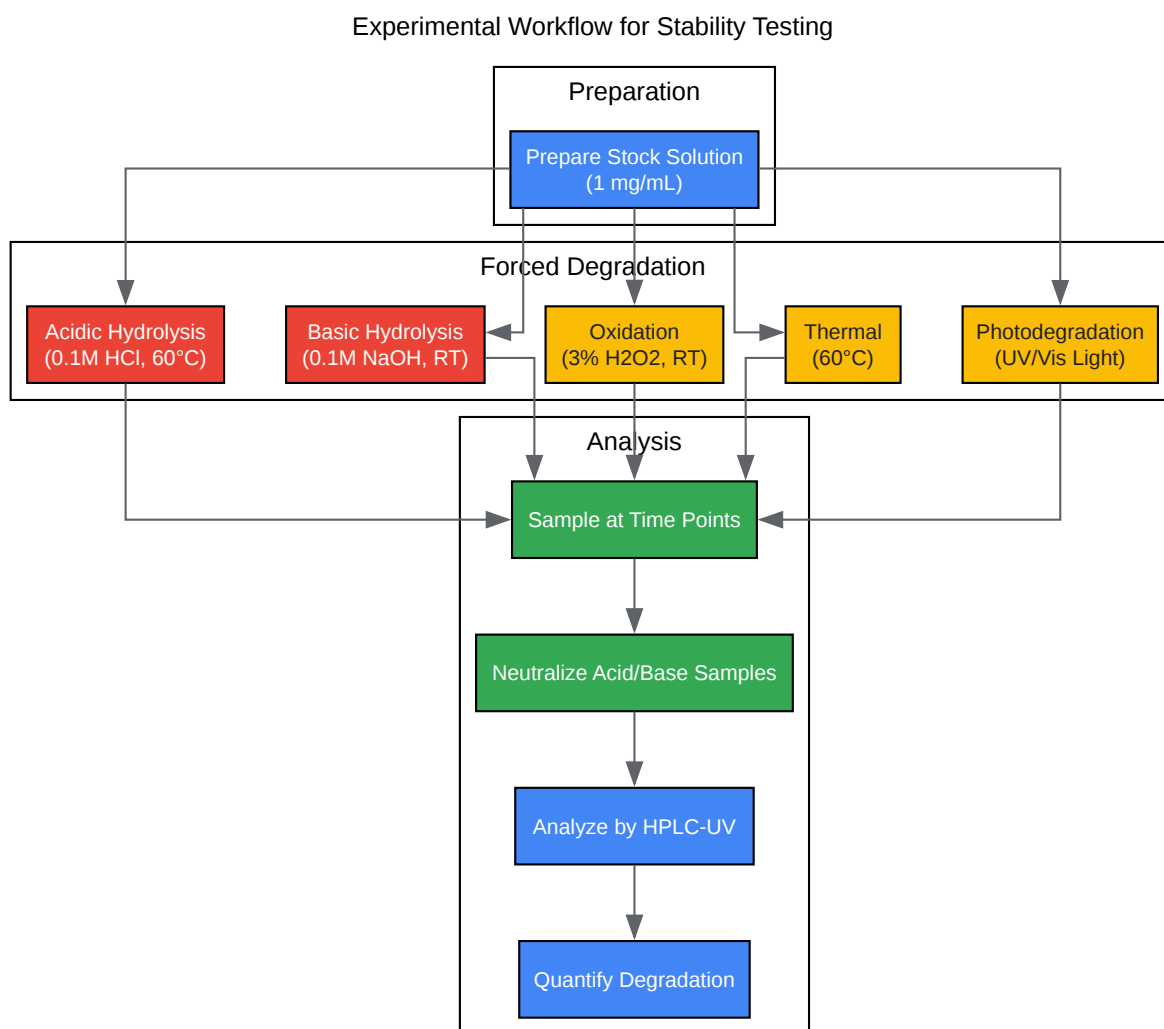 Experimental Workflow for Stability Testing
Preparation
Prepare Stock Solution
(1 mg/mL)
Forced Degradation
Acidic Hydrolysis
(0.1M HCl, 60°C)
Basic Hydrolysis
(0.1M NaOH, RT)
Oxidation
(3% H2O2, RT)
Thermal
(60°C)
Photodegradation
(UV/Vis Light)
Analysis
Sample at Time Points
Neutralize Acid/Base Samples
Analyze by HPLC-UV
Quantify Degradation